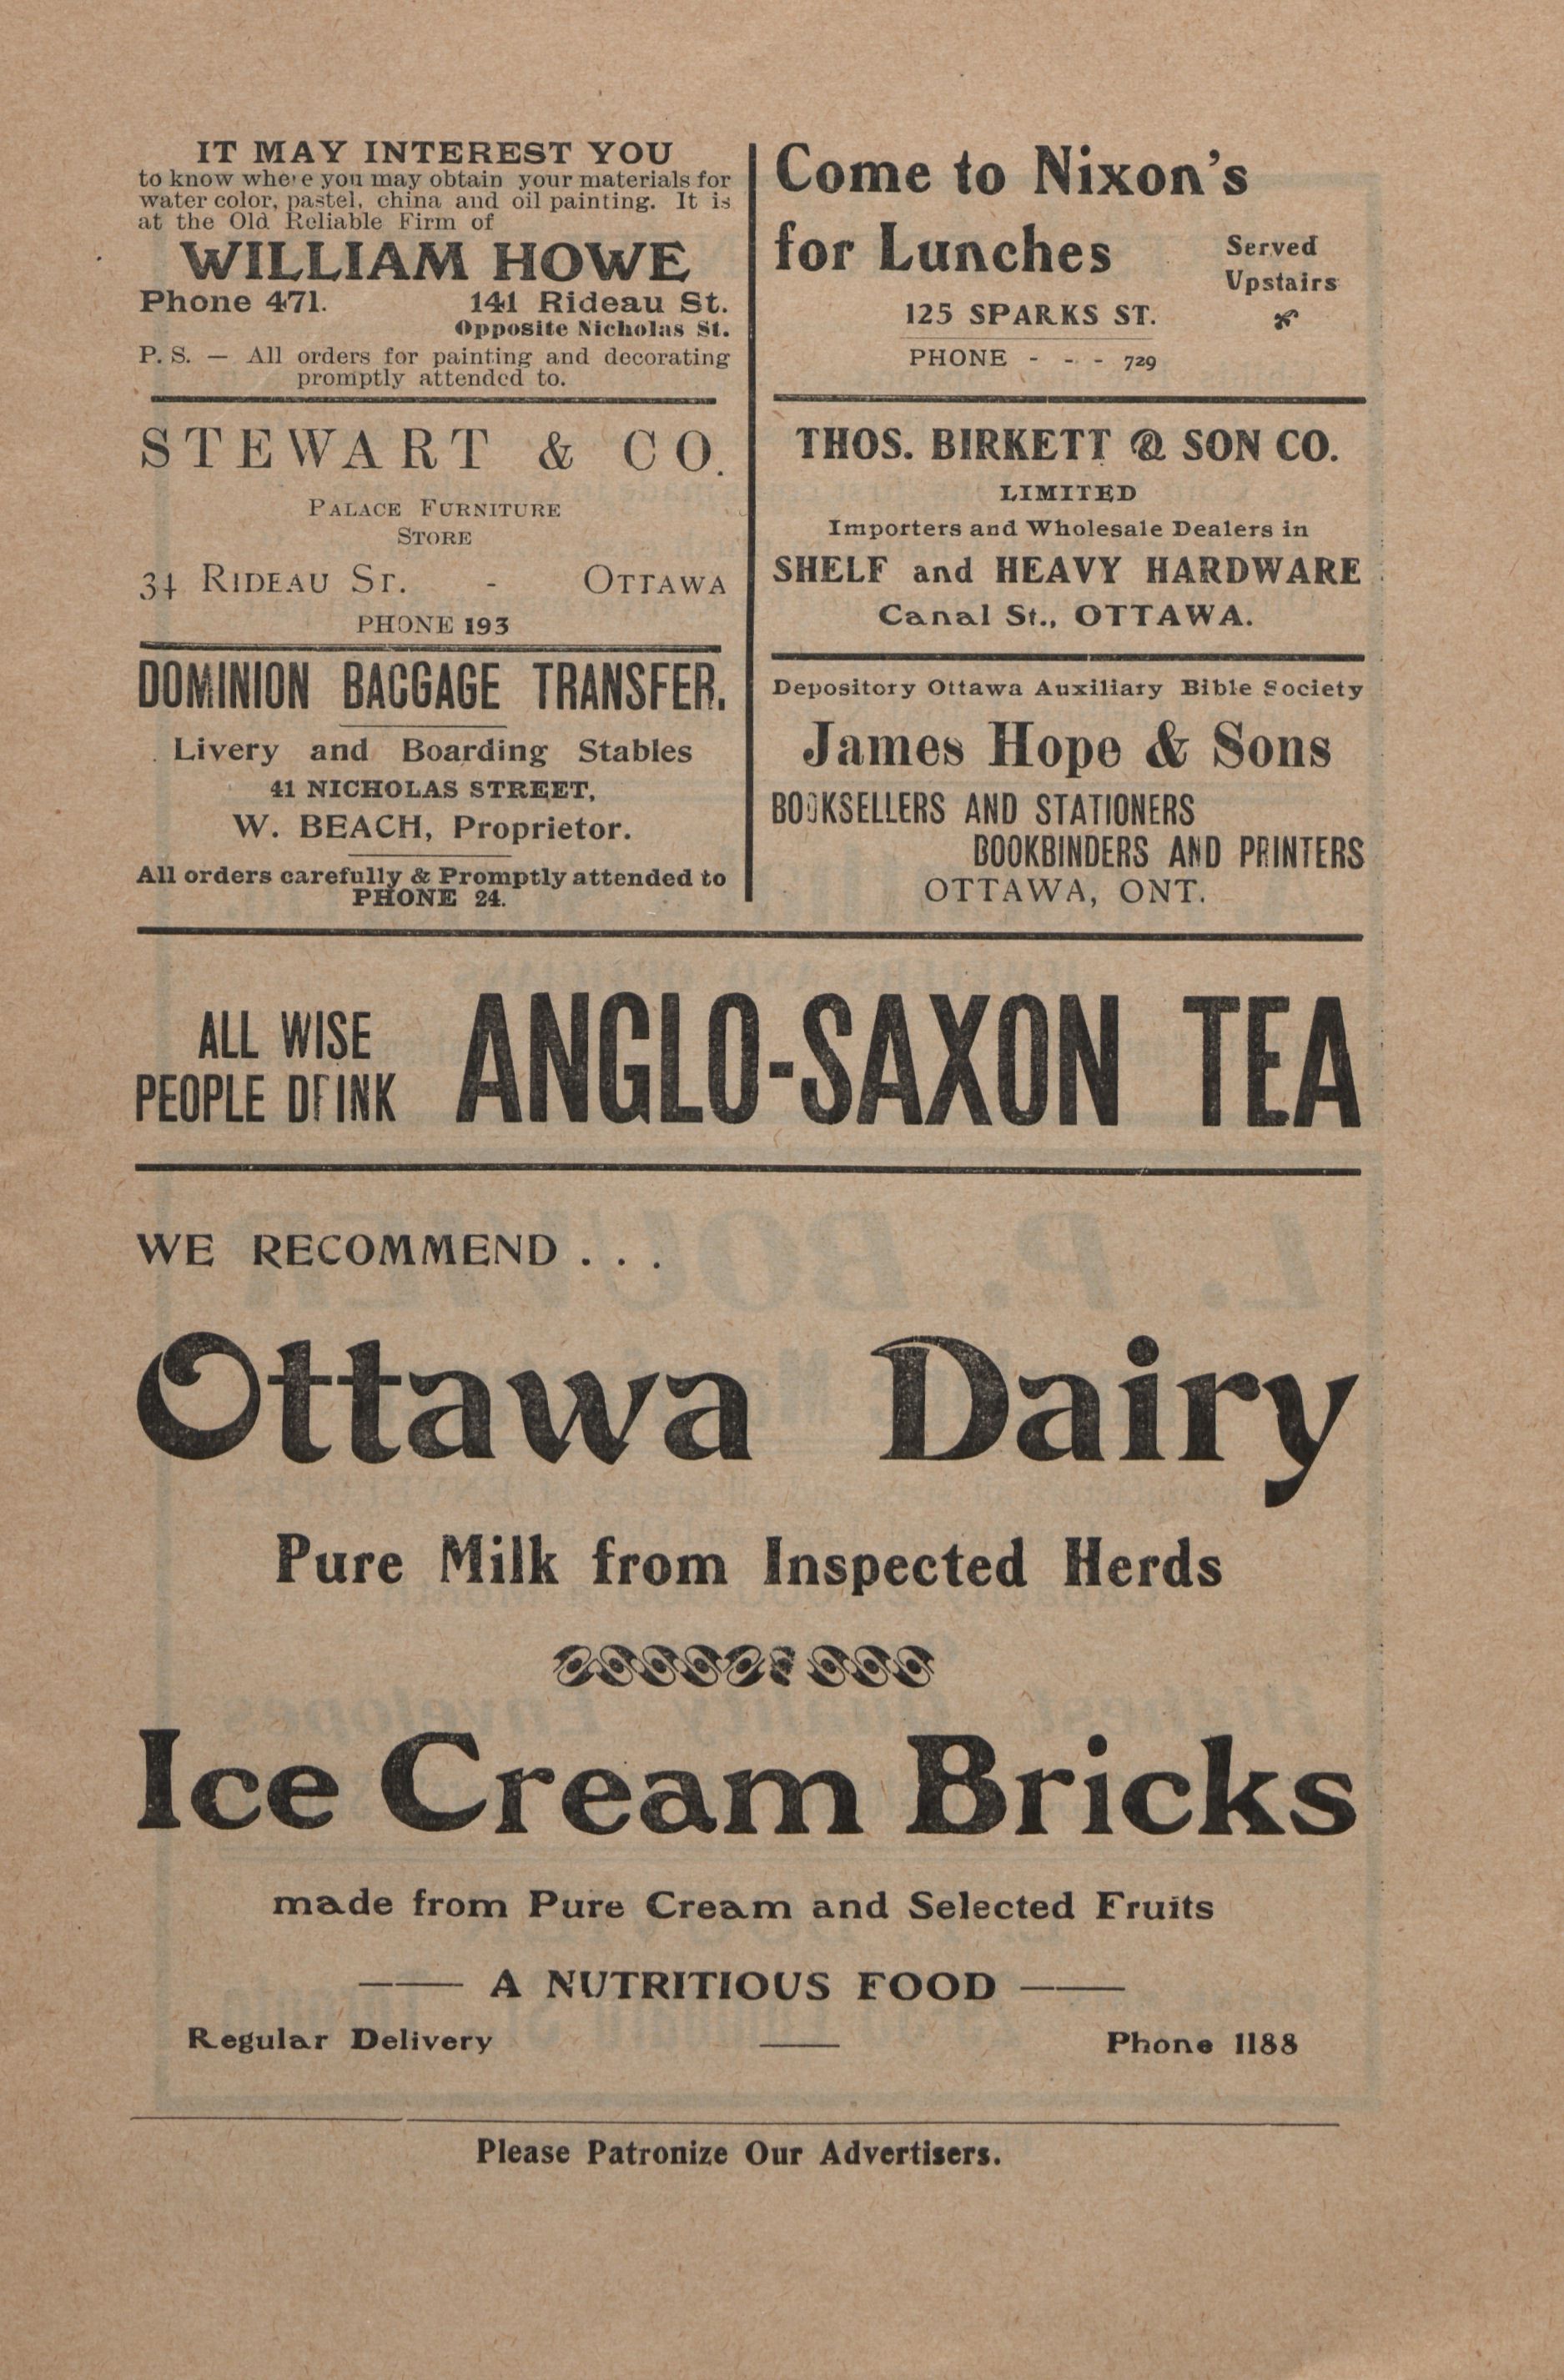 IT MAY INTEREST YOU
to know where you may obtain your materials for
water color, pastel, china and oil painting. It is
at the Old Reliable Firm of
WILLIAM HOWE
Phone 471. 141 Rideau St.
Opposite Nicholas St.
P. S. — All orders for painting and decorating
promptly attended to.
STEWART & CO.
PALACE FURNITURE
STORE
34 RIDEAU ST. - OTTAWA
PHONE 193
DOMINION BAGGAGE TRANSFER.
Livery and Boarding Stables
41 NICHOLAS STREET,
W. BEACH, Proprietor.
All orders carefully & Promptly attended to
PHONE 24.
Come to Nixon's
for Lunches
Served
Upstairs
125 SPARKS ST.
PHONE - - - 729
THOS. BIRKETT & SON CO.
LIMITED
Importers and Wholesale Dealers in
SHELF and HEAVY HARDWARE
Canal St., OTTAWA.
Depository Ottawa Auxiliary Bible Society
James Hope & Sons
BOOKSELLERS AND STATIONERS
BOOKBINDERS AND PRINTERS
OTTAWA, ONT.
ALL WISE
PEOPLE DRINK
ANGLO-SAXON TEA
WE RECOMMEND . . .
Ottawa Dairy
Pure Milk from Inspected Herds
Ice Cream Bricks
made from Pure Cream and Selected Fruits
—— A NUTRITIOUS FOOD ——
Regular Delivery —— Phone 1188
Please Patronize Our Advertisers.